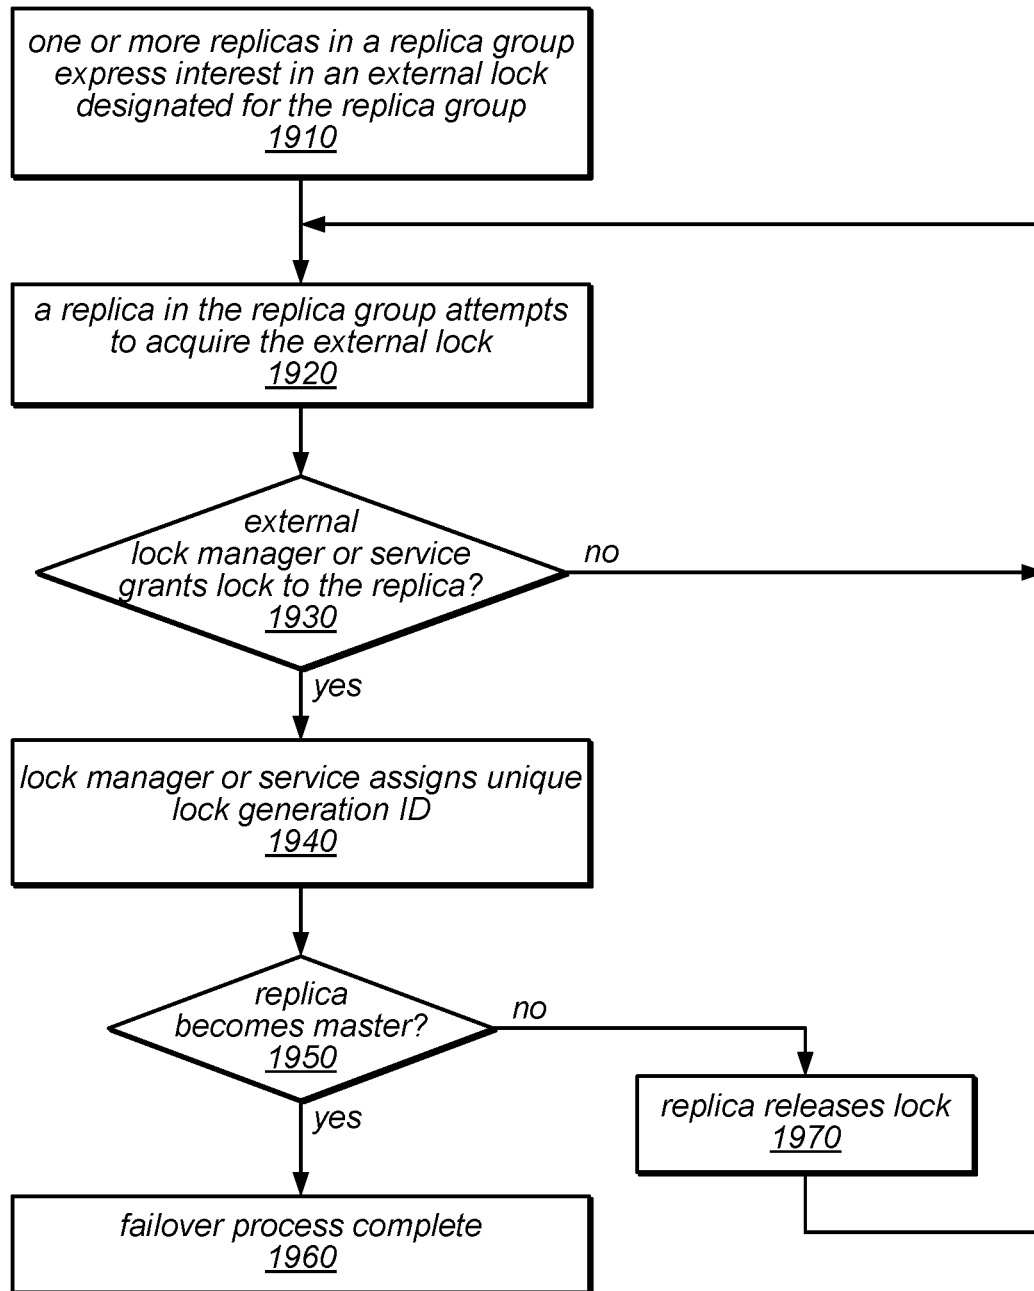 one or more replicas in a replica group
express interest in an external lock
designated for the replica group
1910
a replica in the replica group attempts
to acquire the external lock
1920
external
lock manager or service
grants lock to the replica?
1930
no
yes
lock manager or service assigns unique
lock generation ID
1940
replica
becomes master?
1950
no
yes
replica releases lock
1970
failover process complete
1960